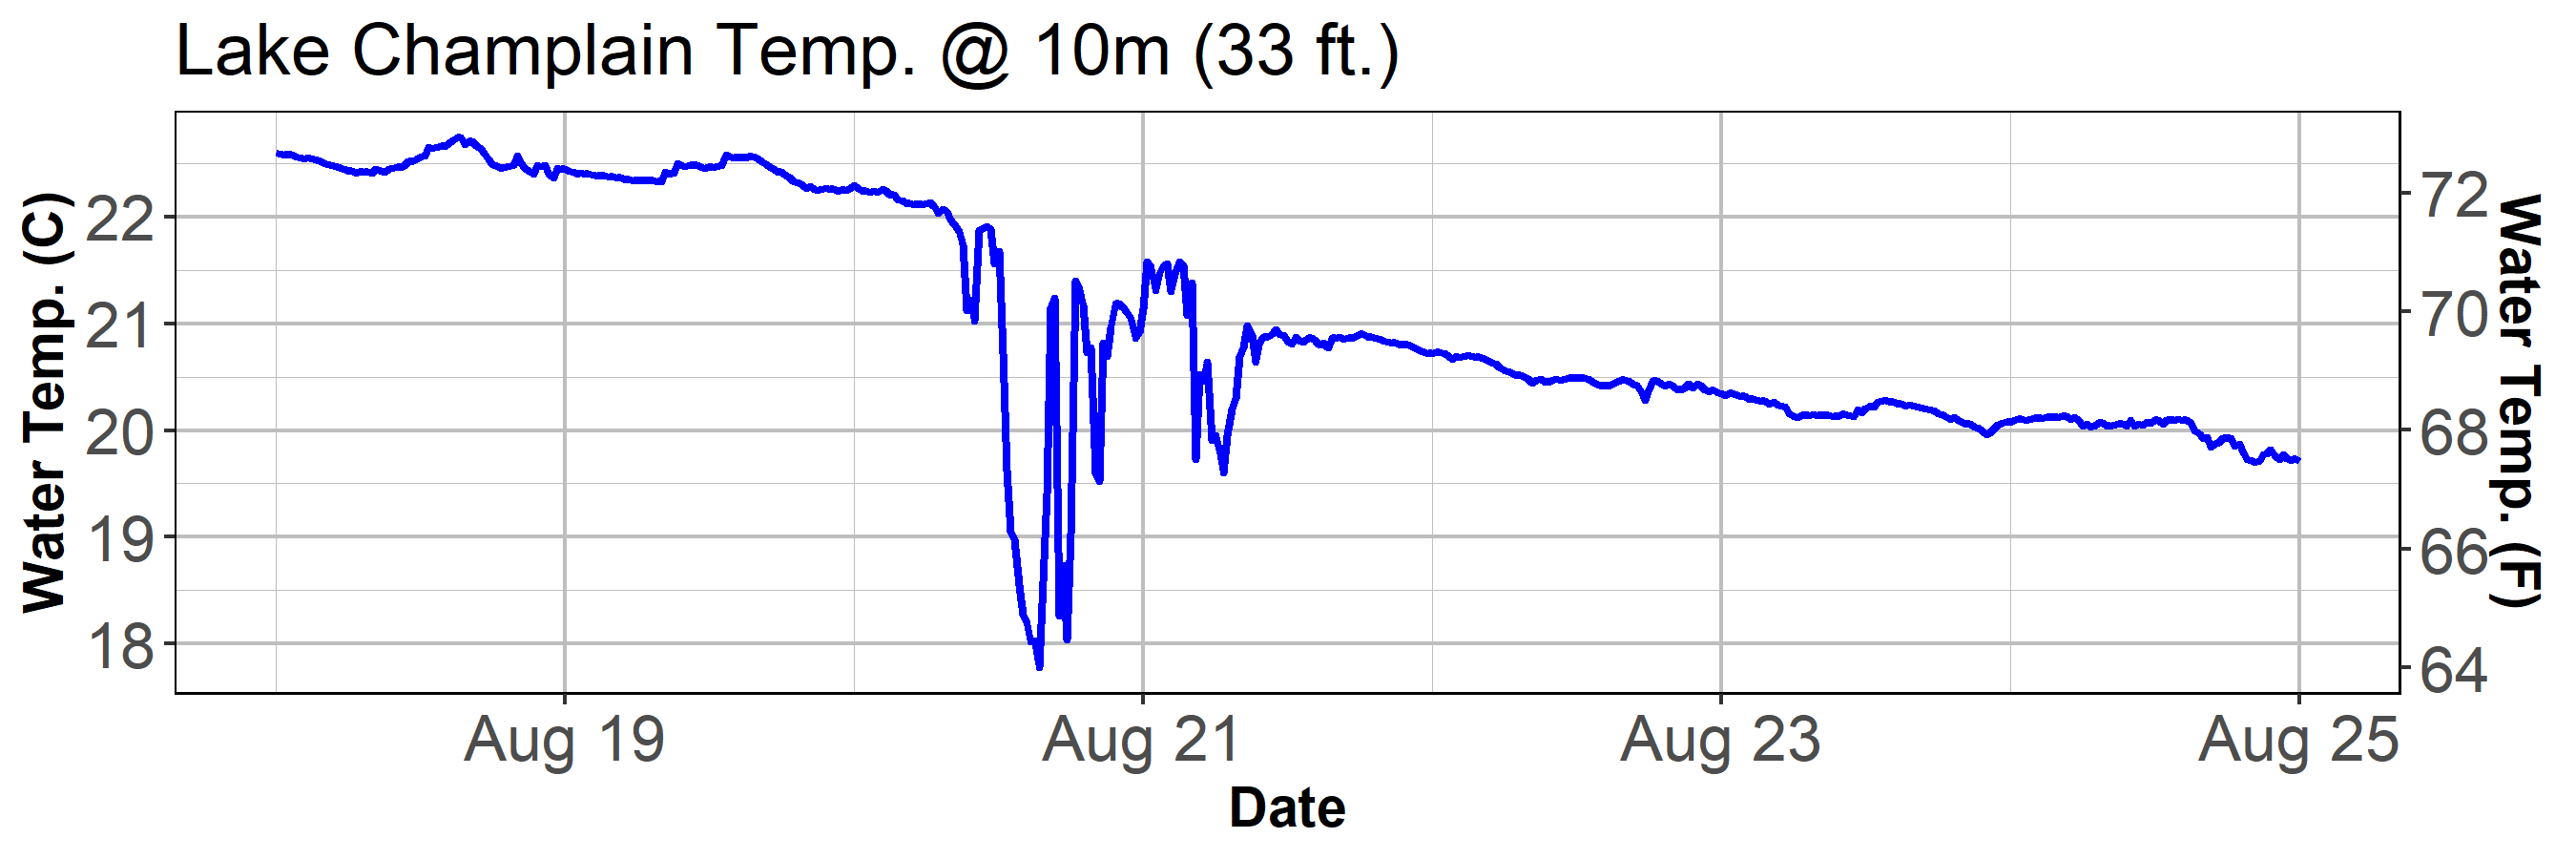 Lake Champlain Temp. @ 10m (33 ft.)
Water Temp. (C)
22
21
20
19
18
72
70
68
66
64
Water Temp. (F)
Aug 19
Aug 21
Aug 23
Aug 25
Date